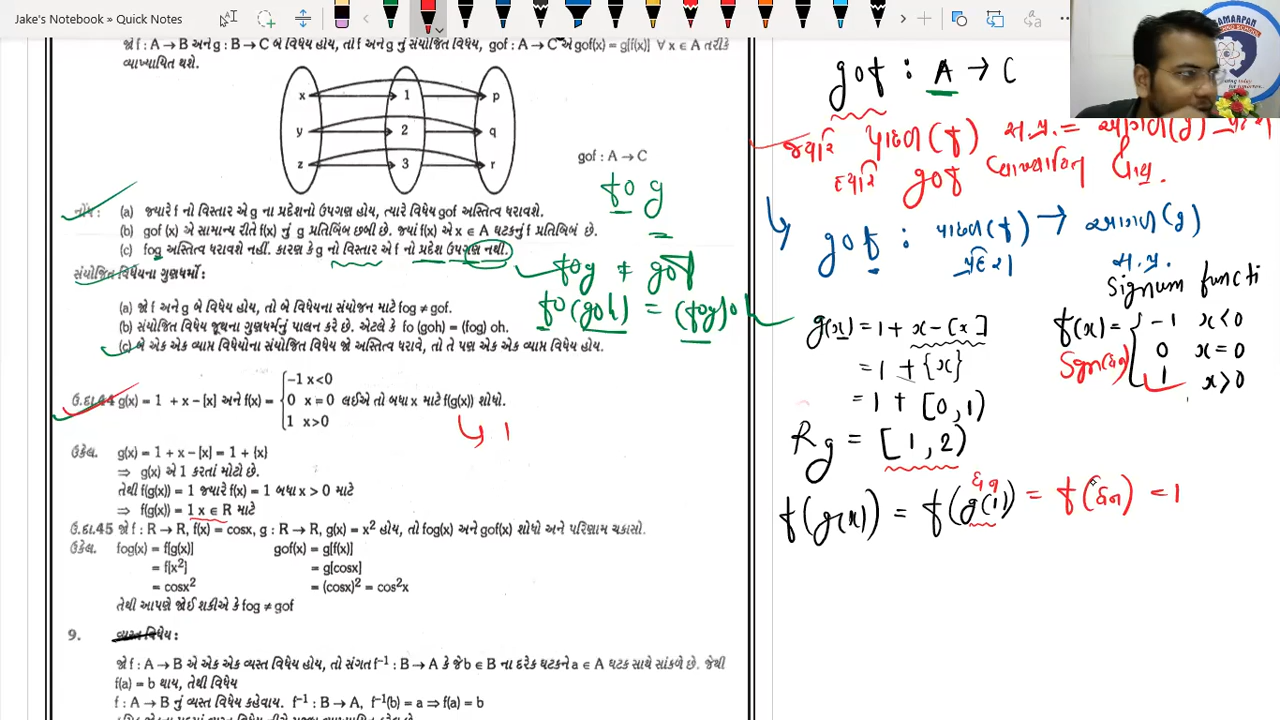 Jake's Notebook » Quick Notes
જો f : A → B અને g : B → C બે વિધેય હોય, તો f અને g નું સંયોજિત વિધેય, gof : A → C એ gof(x) = g[f(x)] ∀ x ∈ A તરીકે
વ્યાખ્યાયિત થશે.
x 1 p
y 2 q
z 3 r
gof : A → C
fog
નોંધ: (a) જ્યારે f નો વિસ્તાર એ g ના પ્રદેશનો ઉપગણ હોય, ત્યારે વિધેય gof અસ્તિત્વ ધરાવશે.
(b) gof (x) એ સામાન્ય રીતે f(x) નું g પ્રતિબિંબ છબી છે. જ્યાં f(x) એ x ∈ A ઘટકનું f પ્રતિબિંબ છે.
(c) fog અસ્તિત્વ ધરાવશે નહીં. કારણ કે g નો વિસ્તાર એ f નો પ્રદેશ ઉપગણ નથી.
fog ≠ gof
સંયોજિત વિધેયના ગુણધર્મો:
fo(goh) = (fog)oh
(a) જો f અને g બે વિધેય હોય, તો બે વિધેયના સંયોજન માટે fog ≠ gof.
(b) સંયોજિત વિધેય જૂથના ગુણધર્મનું પાલન કરે છે. એટલે કે fo (goh) = (fog) oh.
(c) બે એક એક વ્યાપ્ત વિધેયોના સંયોજિત વિધેય જો અસ્તિત્વ ધરાવે, તો તે પણ એક એક વ્યાપ્ત વિધેય હોય.
ઉ.દા.44 g(x) = 1 + x – [x] અને f(x) = { –1 x<0
0 x=0
1 x>0 લઈએ તો બધા x માટે f(g(x)) શોધો.
1
ઉકેલ. g(x) = 1 + x – [x] = 1 + {x}
⇒ g(x) એ 1 કરતાં મોટો છે.
તેથી f(g(x)) = 1 જ્યારે f(x) = 1 બધા x > 0 માટે
⇒ f(g(x)) = 1 x ∈ R માટે
ઉ.દા.45 જો f : R → R, f(x) = cosx, g : R → R, g(x) = x² હોય તો fog(x) અને gof(x) શોધો અને પરિણામ ચકાસો.
ઉકેલ. fog(x) = f[g(x)] gof(x) = g[f(x)]
= f[x²] = g[cosx]
= cosx² = (cosx)² = cos²x
તેથી આપણે જોઈ શકીએ કે fog ≠ gof
9. વ્યસ્ત વિધેય :
જો f : A → B એ એક એક વ્યસ્ત વિધેય હોય, તો સંગત f⁻¹ : B → A કે જે b ∈ B ના દરેક ઘટકને a ∈ A ઘટક સાથે સાંકળે છે. જેથી
f(a) = b થાય, તેથી વિધેય
f : A → B નું વ્યસ્ત વિધેય કહેવાય. f⁻¹ : B → A, f⁻¹(b) = a ⇒ f(a) = b
gof : A → C
જ્યારે પાછળ(f) = આગળ(g)
ત્યારે gof વ્યાખ્યાયિત થાય.
gof : પાછળ(f) → આગળ(g)
પ્રદેશ સ.પ્ર.
Signum functi
g(x) = 1 + x – [x]
= 1 + {x}
= 1 + [0, 1)
Rg = [1, 2)
f(x) = { –1 x < 0
0 x = 0
1 x > 0
f(g(x)) = f(g(1)) = f(ધન) = 1
ધન